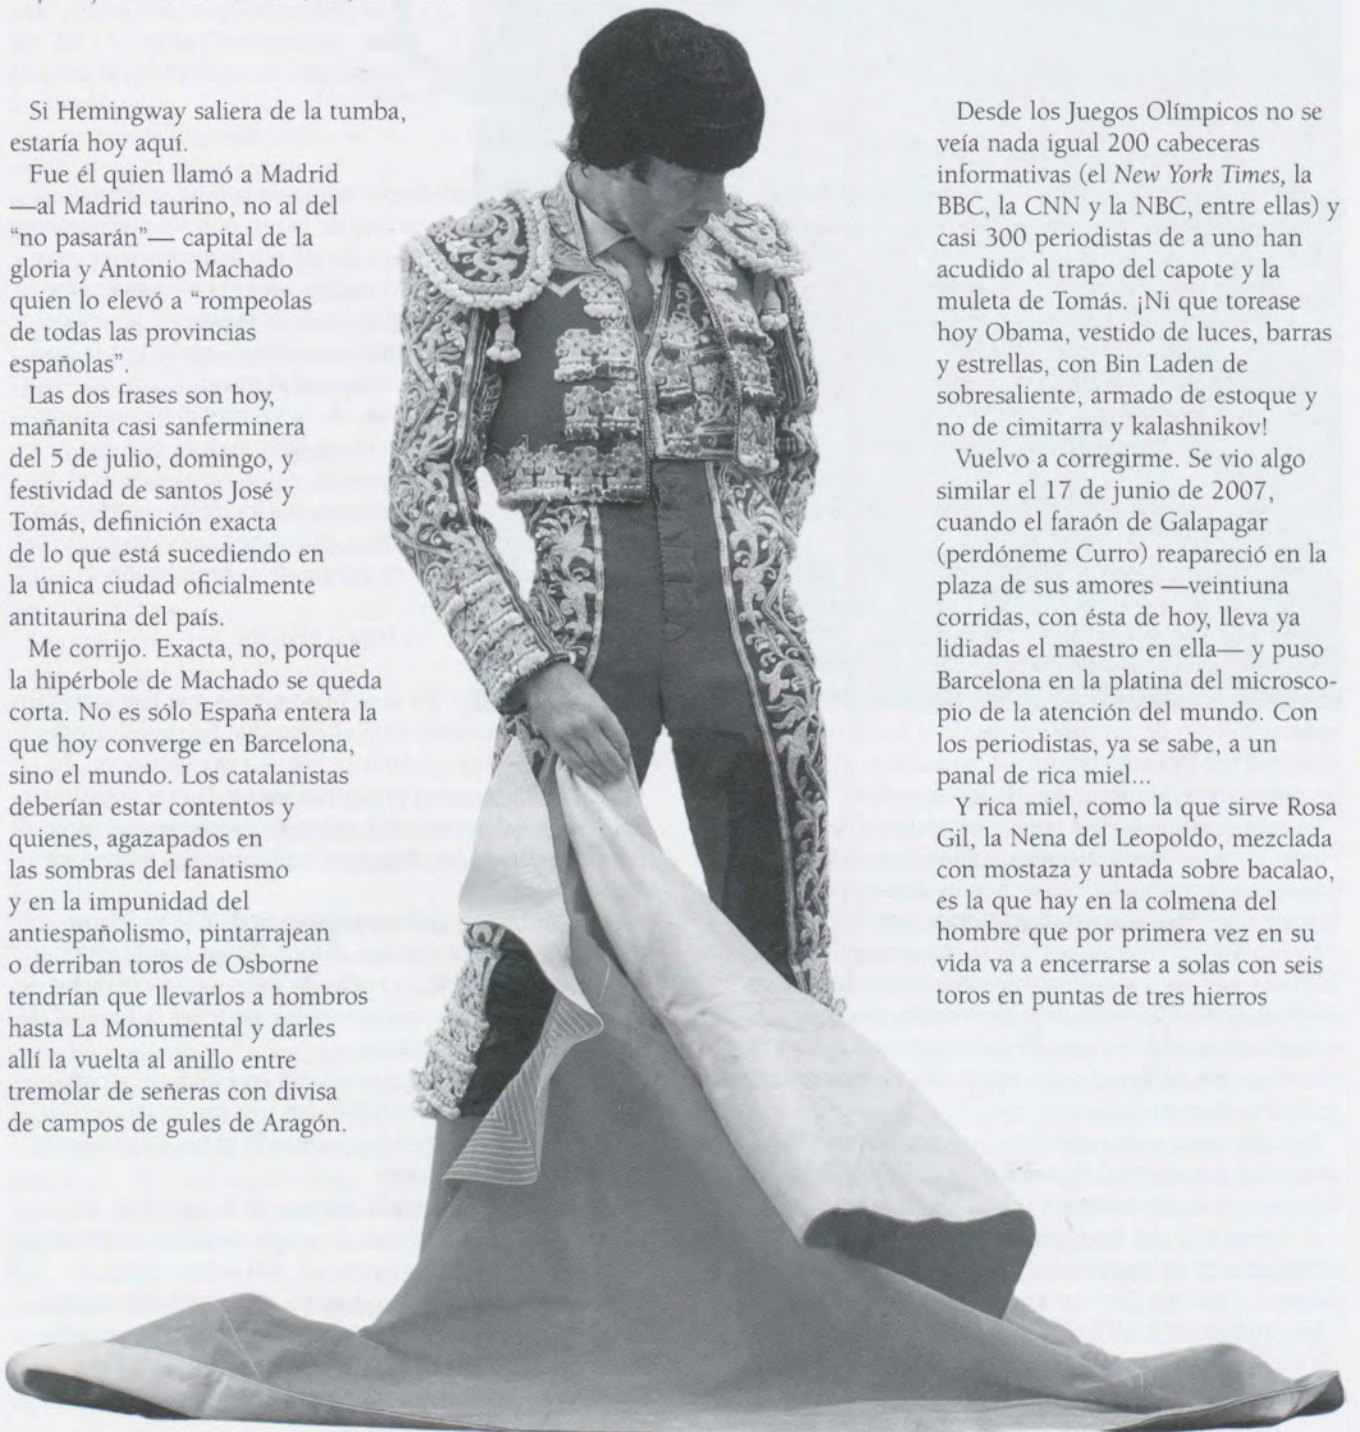 Si Hemingway saliera de la tumba,
estaría hoy aquí.
Fue él quien llamó a Madrid
—al Madrid taurino, no al del
“no pasarán”— capital de la
gloria y Antonio Machado
quien lo elevó a “rompeolas
de todas las provincias
españolas”.
Las dos frases son hoy,
mañanita casi sanferminera
del 5 de julio, domingo, y
festividad de santos José y
Tomás, definición exacta
de lo que está sucediendo en
la unica ciudad oficialmente
antitaurina del país.
Me corrijo. Exacta, no, porque
la hipérbole de Machado se queda
corta. No es sólo España entera la
que hoy converge en Barcelona,
sino el mundo. Los catalanistas
deberían estar contentos y
quienes, agazapados en
las sombras del fanatismo
y en la impunidad del
antiespañolismo, pintarrajean
o derriban toros de Osborne
tendrían que llevarlos a hombros
hasta La Monumental y darles
allí la vuelta al anillo entre
tremolar de señeras con divisa
de campos de gules de Aragón.
Desde los Juegos Olímpicos no se
veía nada igual 200 cabeceras
informativas (el New York Times, la
BBC, la CNN y la NBC, entre ellas) y
casi 300 periodistas de a uno han
acudido al trapo del capote y la
muleta de Tomás. ¡Ni que torease
hoy Obama, vestido de luces, barras
y estrellas, con Bin Laden de
sobresaliente, armado de estoque y
no de cimitarra y kalashnikov!
Vuelvo a corregirme. Se vio algo
similar el 17 de junio de 2007,
cuando el faraón de Galapagar
(perdóneme Curro) reapareció en la
plaza de sus amores —veintiuna
corridas, con ésta de hoy, lleva ya
lidiadas el maestro en ella— y puso
Barcelona en la platina del microsco-
pio de la atención del mundo. Con
los periodistas, ya se sabe, a un
panal de rica miel...
Y rica miel, como la que sirve Rosa
Gil, la Nena del Leopoldo, mezclada
con mostaza y untada sobre bacalao,
es la que hay en la colmena del
hombre que por primera vez en su
vida va a encerrarse a solas con seis
toros en puntas de tres hierros